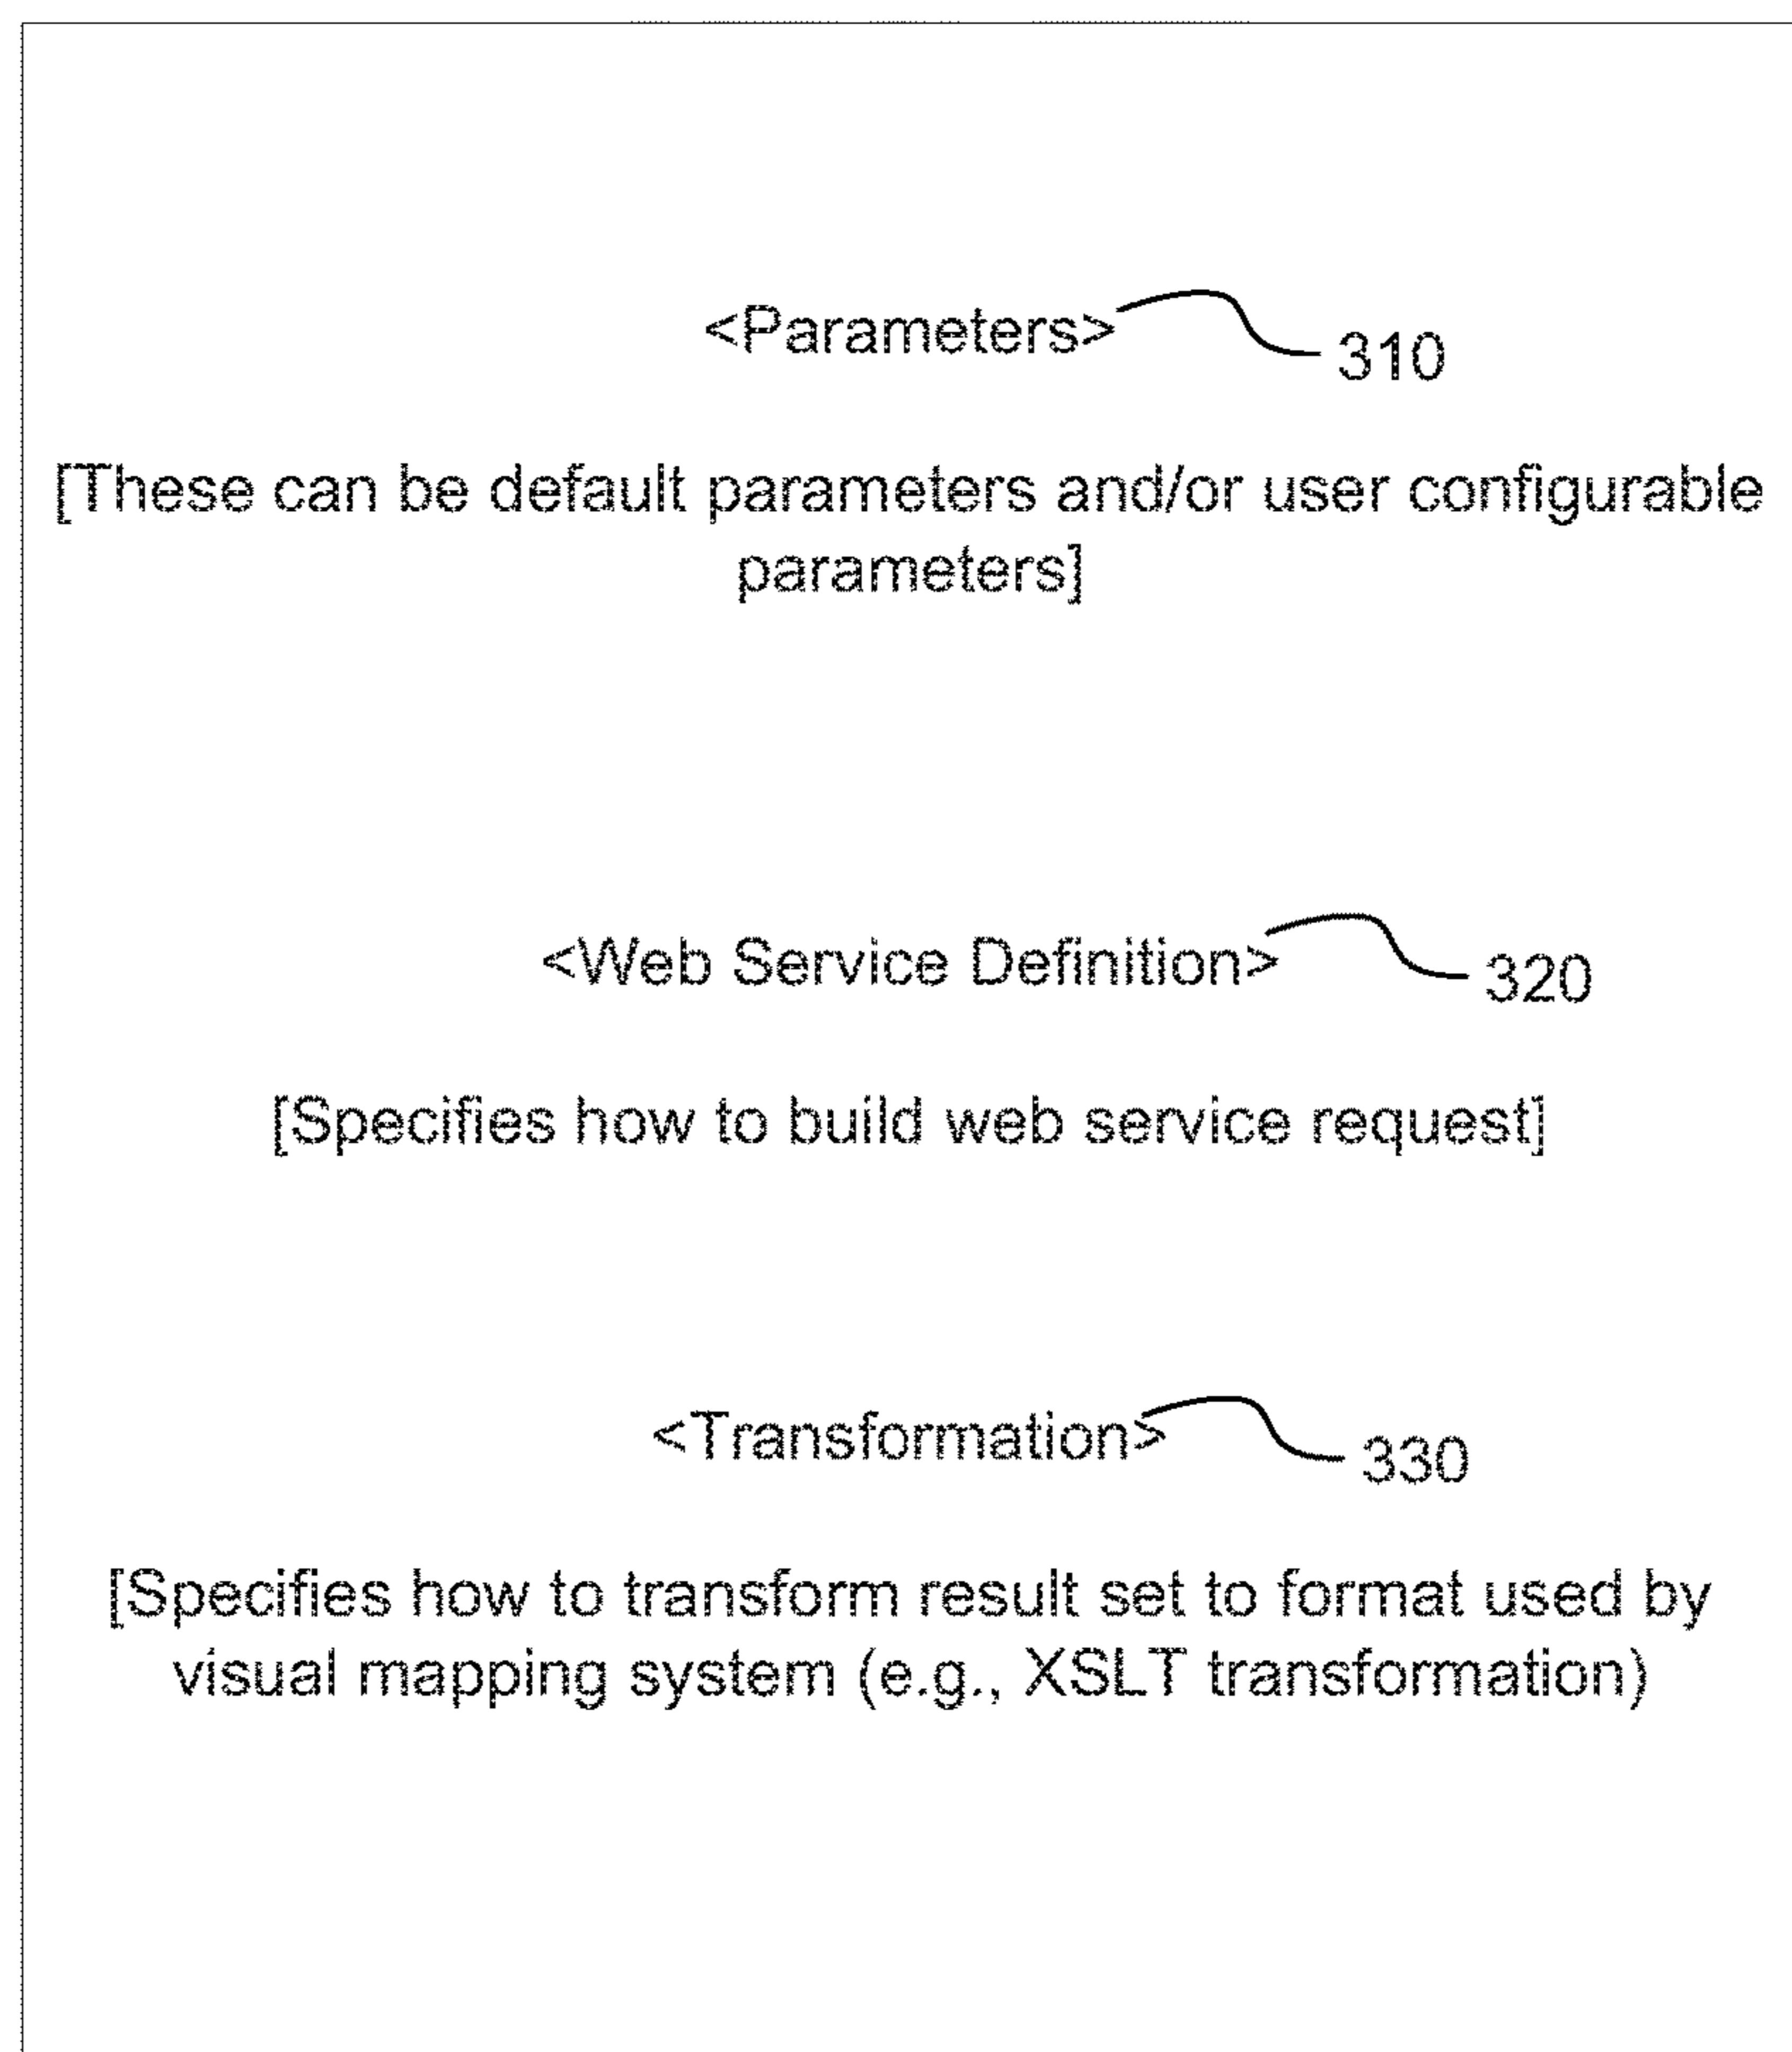 <Parameters>
310
[These can be default parameters and/or user configurable
parameters]
<Web Service Definition>
320
[Specifies how to build web service request]
<Transformation>
330
[Specifies how to transform result set to format used by
visual mapping system (e.g., XSLT transformation)